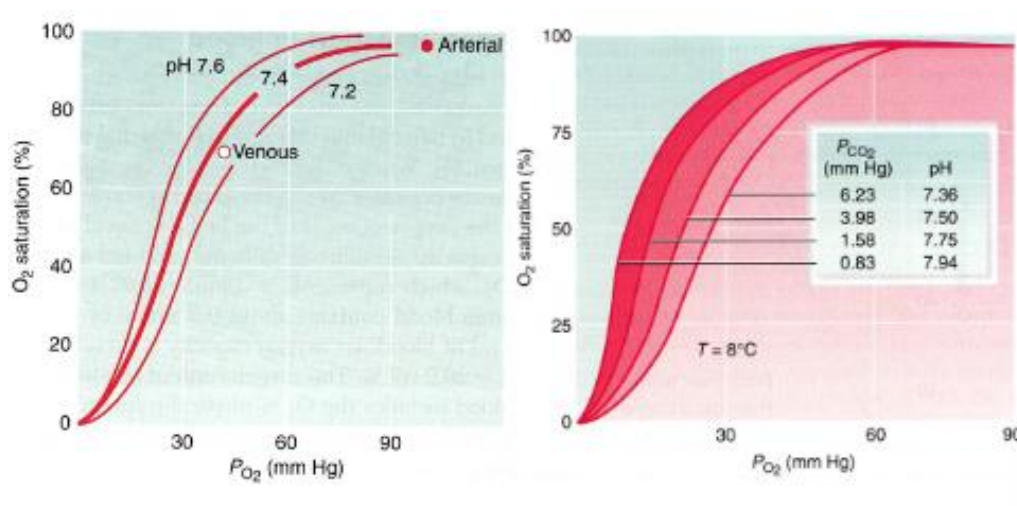 100
80
60
40
20
0
O2 saturation (%)
pH 7.6
7.4
7.2
Arterial
Venous
30 60 90
PO2 (mm Hg)
100
75
50
25
0
O2 saturation (%)
PCO2 (mm Hg) pH
6.23 7.36
3.98 7.50
1.58 7.75
0.83 7.94
T = 8°C
30 60 90
PO2 (mm Hg)